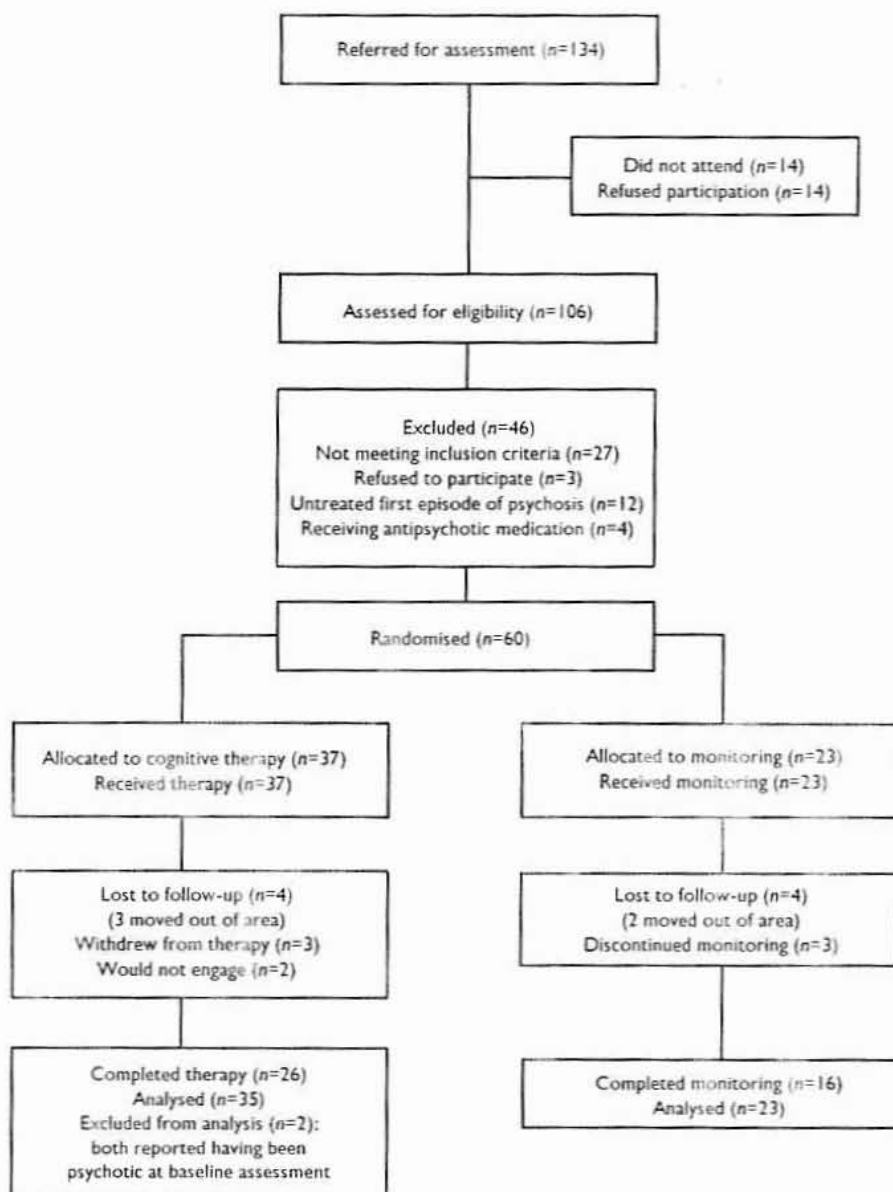 Referred for assessment (n=134)
Did not attend (n=14)
Refused participation (n=14)
Assessed for eligibility (n=106)
Excluded (n=46)
Not meeting inclusion criteria (n=27)
Refused to participate (n=3)
Untreated first episode of psychosis (n=12)
Receiving antipsychotic medication (n=4)
Randomised (n=60)
Allocated to cognitive therapy (n=37)
Received therapy (n=37)
Allocated to monitoring (n=23)
Received monitoring (n=23)
Lost to follow-up (n=4)
(3 moved out of area)
Withdrew from therapy (n=3)
Would not engage (n=2)
Lost to follow-up (n=4)
(2 moved out of area)
Discontinued monitoring (n=3)
Completed therapy (n=26)
Analysed (n=35)
Excluded from analysis (n=2):
both reported having been
psychotic at baseline assessment
Completed monitoring (n=16)
Analysed (n=23)